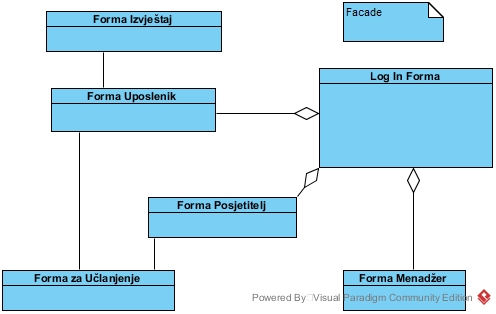 Forma Izvještaj
Facade
Log In Forma
Forma Uposlenik
Forma Posjetitelj
Forma za Učlanjenje
Forma Menadžer
Powered By Visual Paradigm Community Edition